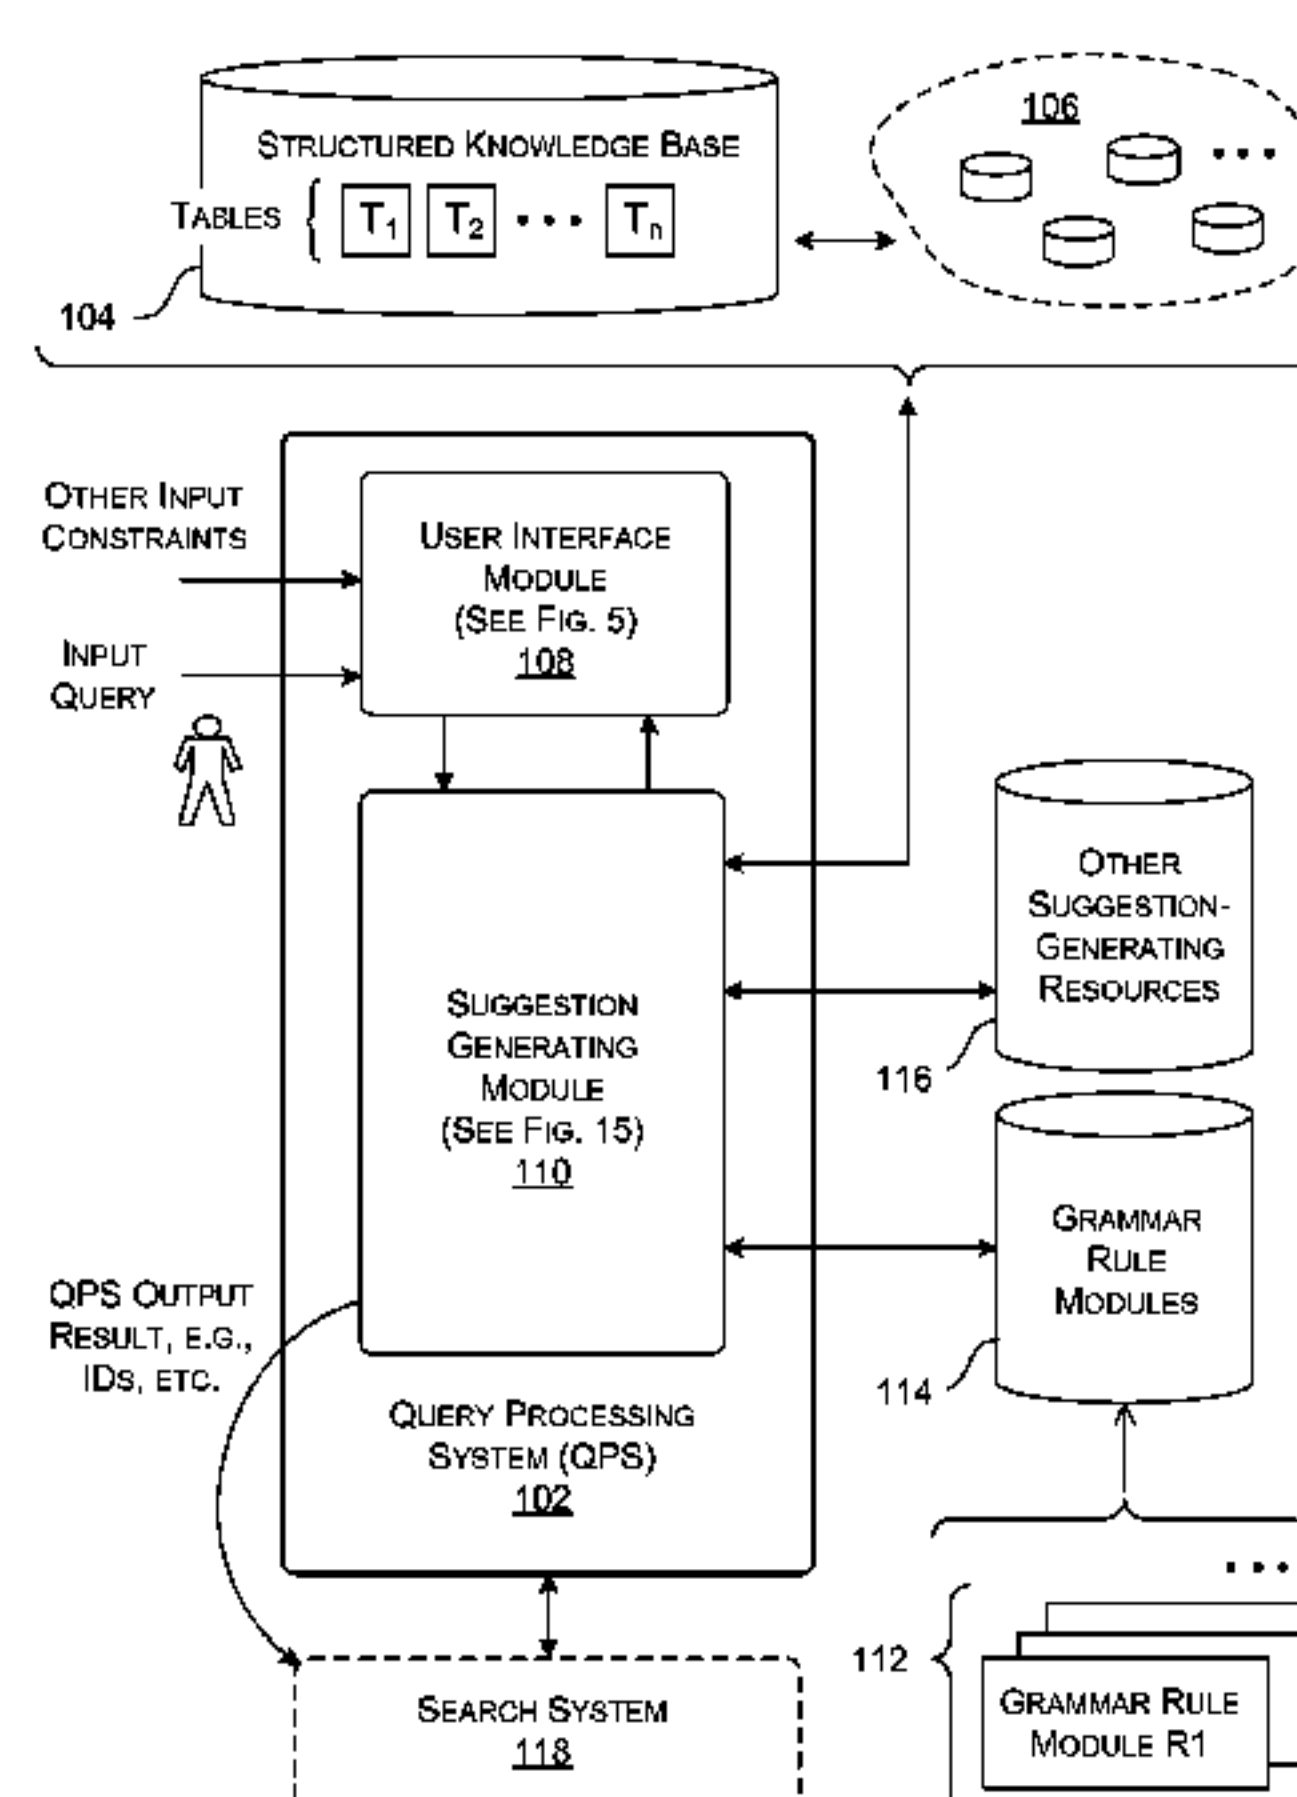 STRUCTURED KNOWLEDGE BASE
TABLES { T1 T2 • • • Tn
104
106
• • •
OTHER INPUT
CONSTRAINTS
INPUT
QUERY
USER INTERFACE
MODULE
(SEE FIG. 5)
108
SUGGESTION
GENERATING
MODULE
(SEE FIG. 15)
110
OTHER
SUGGESTION-
GENERATING
RESOURCES
116
GRAMMAR
RULE
MODULES
114
QPS OUTPUT
RESULT, E.G.,
IDS, ETC.
QUERY PROCESSING
SYSTEM (QPS)
102
• • •
112
GRAMMAR RULE
MODULE R1
SEARCH SYSTEM
118